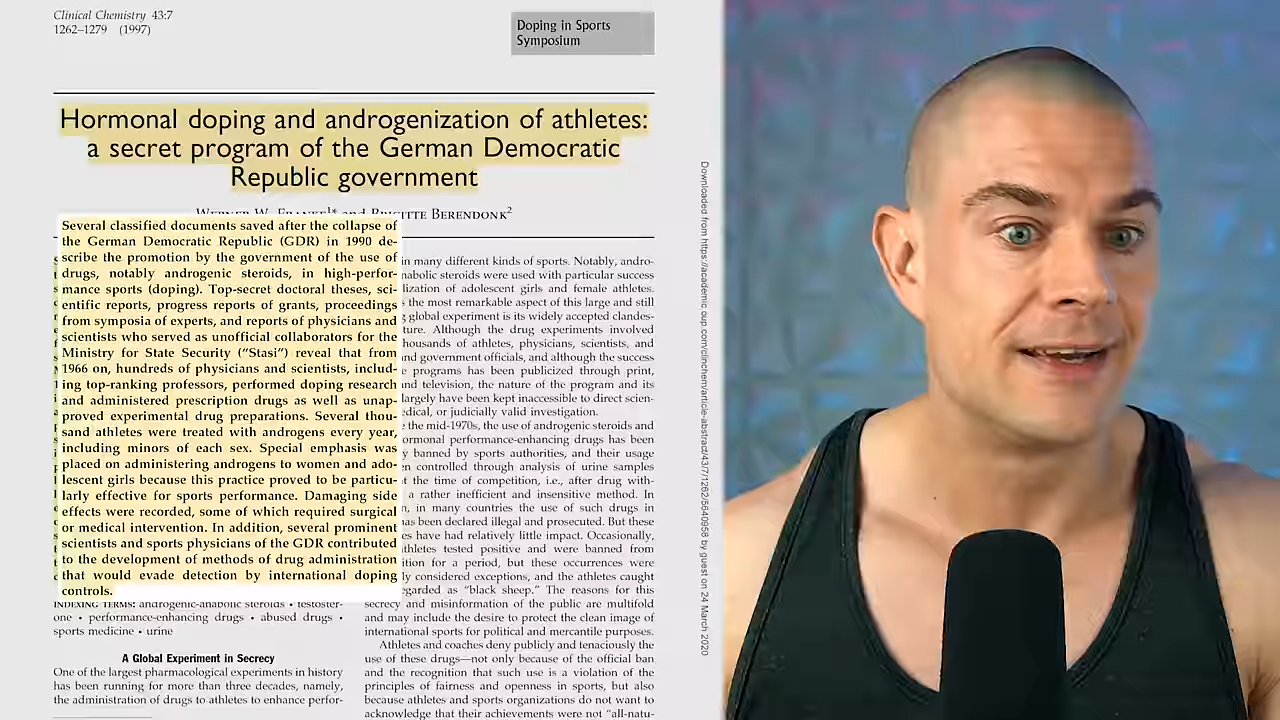 Clinical Chemistry 43:7
1262–1279 (1997)
Doping in Sports
Symposium
Hormonal doping and androgenization of athletes:
a secret program of the German Democratic
Republic government
Werner W. Franke1* and Brigitte Berendonk2
Several classified documents saved after the collapse of
the German Democratic Republic (GDR) in 1990 de-
scribe the promotion by the government of the use of
drugs, notably androgenic steroids, in high-perfor-
mance sports (doping). Top-secret doctoral theses, sci-
entific reports, progress reports of grants, proceedings
from symposia of experts, and reports of physicians and
scientists who served as unofficial collaborators for the
Ministry for State Security (“Stasi”) reveal that from
1966 on, hundreds of physicians and scientists, includ-
ing top-ranking professors, performed doping research
and administered prescription drugs as well as unap-
proved experimental drug preparations. Several thou-
sand athletes were treated with androgens every year,
including minors of each sex. Special emphasis was
placed on administering androgens to women and ado-
lescent girls because this practice proved to be particu-
larly effective for sports performance. Damaging side
effects were recorded, some of which required surgical
or medical intervention. In addition, several prominent
scientists and sports physicians of the GDR contributed
to the development of methods of drug administration
that would evade detection by international doping
controls.
INDEXING TERMS: androgenic-anabolic steroids • testoster-
one • performance-enhancing drugs • abused drugs •
sports medicine • urine
A Global Experiment in Secrecy
One of the largest pharmacological experiments in history
has been running for more than three decades, namely,
the administration of drugs to athletes to enhance perfor-
in many different kinds of sports. Notably, andro-
nabolic steroids were used with particular success
lization of adolescent girls and female athletes.
the most remarkable aspect of this large and still
global experiment is its widely accepted clandes-
ture. Although the drug experiments involved
housands of athletes, physicians, scientists, and
nd government officials, and although the success
programs has been publicized through print,
nd television, the nature of the program and its
largely have been kept inaccessible to direct scien-
edical, or judicially valid investigation.
the mid-1970s, the use of androgenic steroids and
ormonal performance-enhancing drugs has been
banned by sports authorities, and their usage
n controlled through analysis of urine samples
t the time of competition, i.e., after drug with-
a rather inefficient and insensitive method. In
n, in many countries the use of such drugs in
as been declared illegal and prosecuted. But these
es have had relatively little impact. Occasionally,
thletes tested positive and were banned from
tion for a period, but these occurrences were
ly considered exceptions, and the athletes caught
egarded as “black sheep.” The reasons for this
secrecy and misinformation of the public are multifold
and may include the desire to protect the clean image of
international sports for political and mercantile purposes.
Athletes and coaches deny publicly and tenaciously the
use of these drugs—not only because of the official ban
and the recognition that such use is a violation of the
principles of fairness and openness in sports, but also
because athletes and sports organizations do not want to
acknowledge that their achievements were not “all-natu-
Downloaded from https://academic.oup.com/clinchem/article-abstract/43/7/1262/5640958 by guest on 24 March 2020